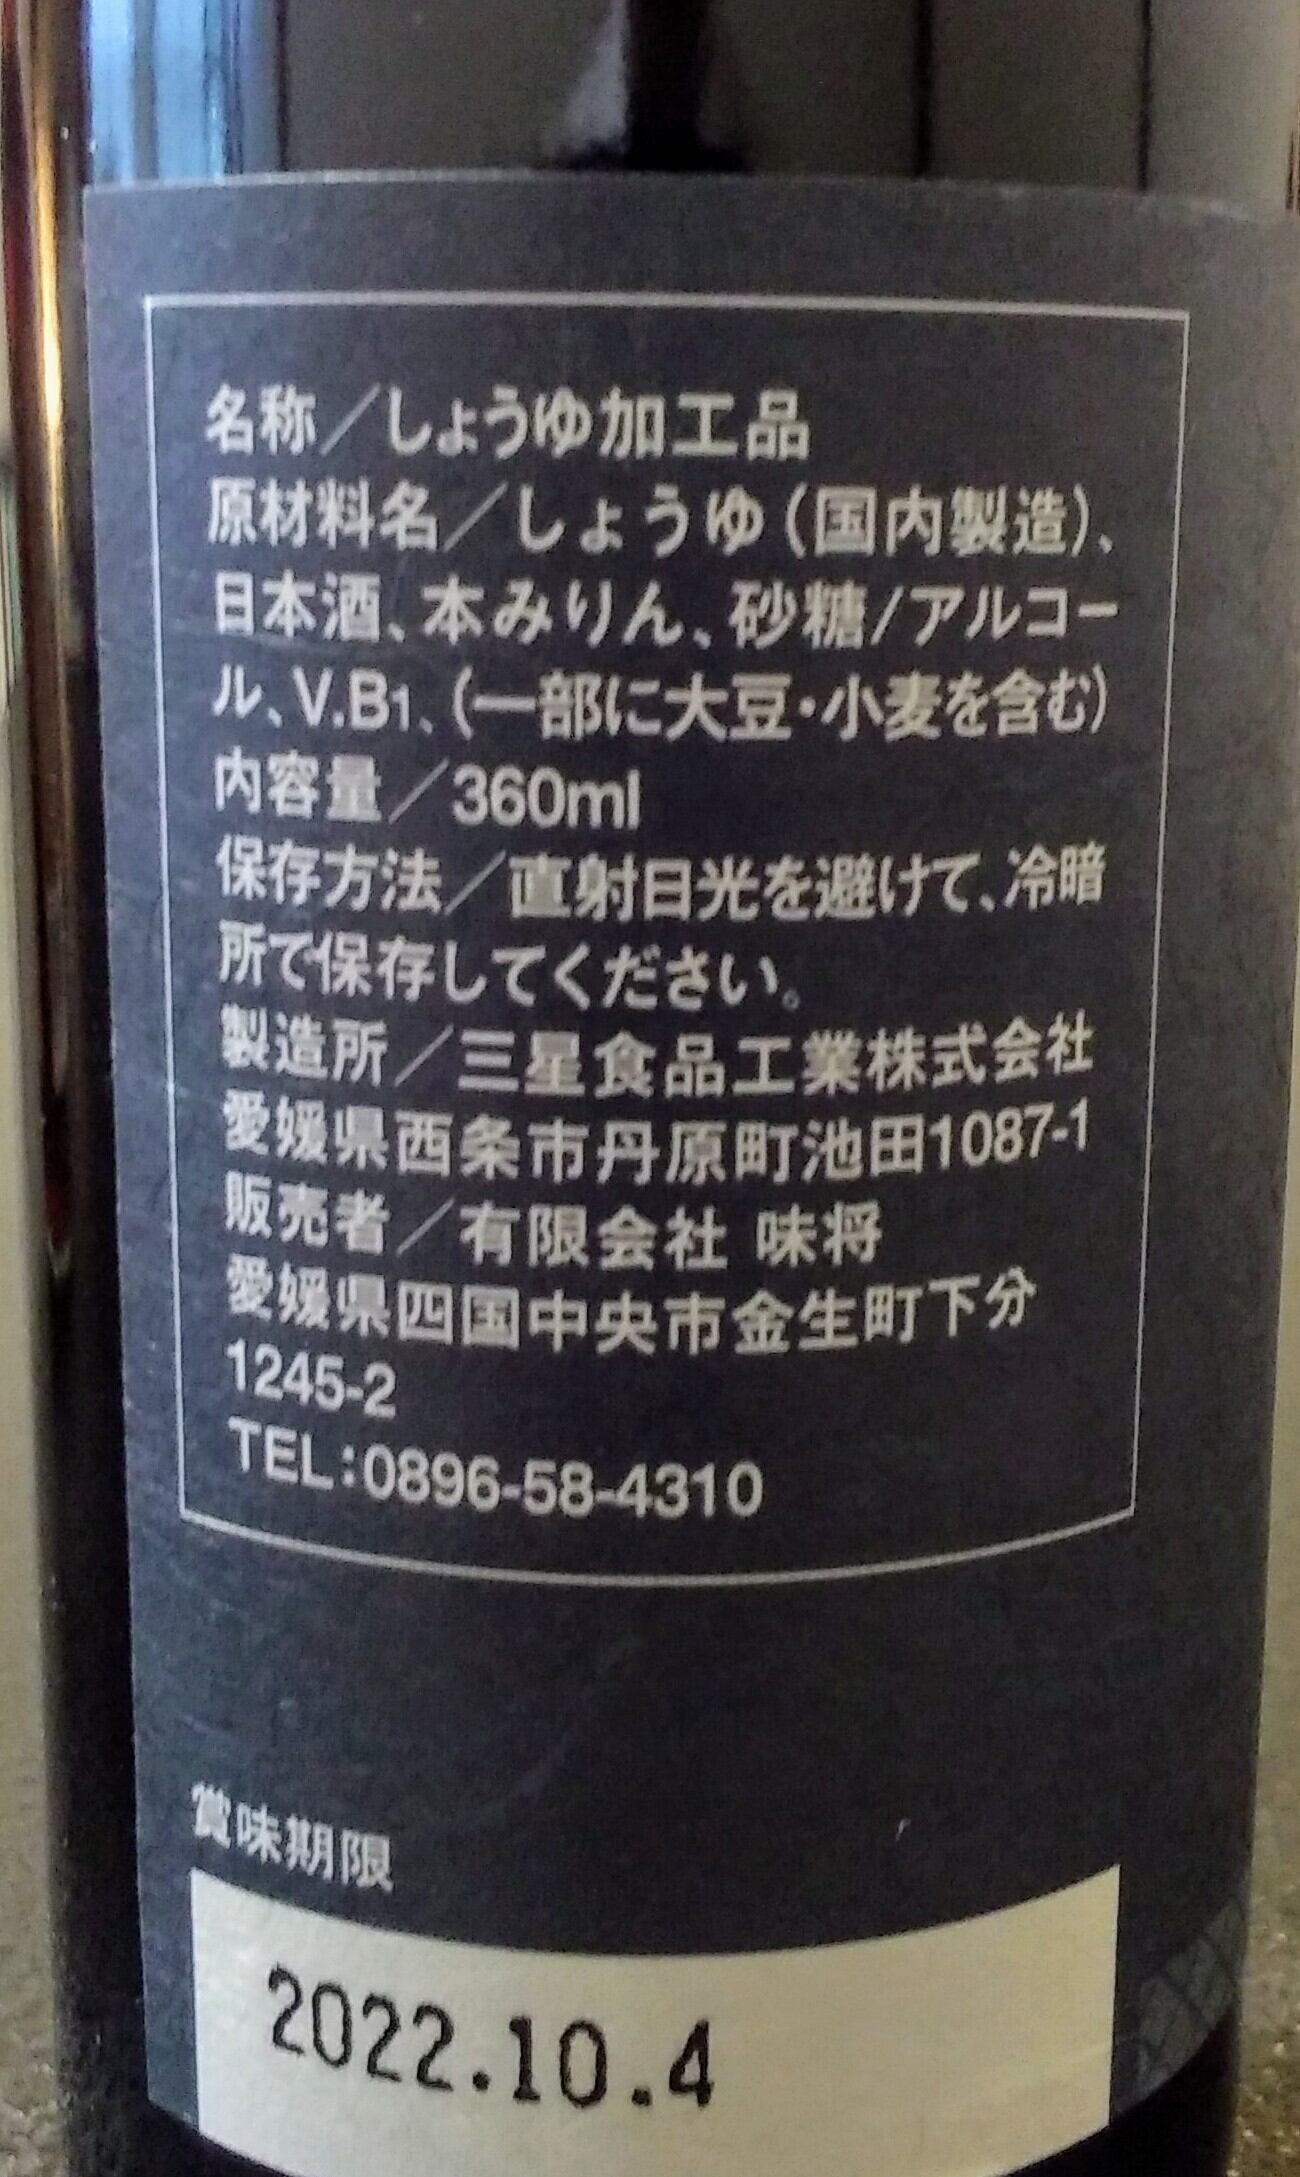 名称／しょうゆ加工品
原材料名／しょうゆ（国内製造）、
日本酒、本みりん、砂糖/アルコー
ル、V.B1、（一部に大豆・小麦を含む）
内容量／360ml
保存方法／直射日光を避けて、冷暗
所で保存してください。
製造所／三星食品工業株式会社
愛媛県西条市丹原町池田1087-1
販売者／有限会社 味将
愛媛県四国中央市金生町下分
1245-2
TEL：0896-58-4310
賞味期限
2022.10.4